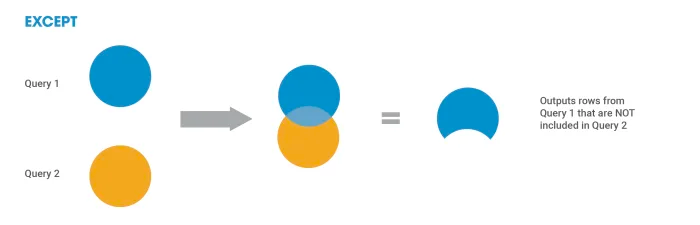 EXCEPT
Query 1
Query 2
Outputs rows from
Query 1 that are NOT
included in Query 2